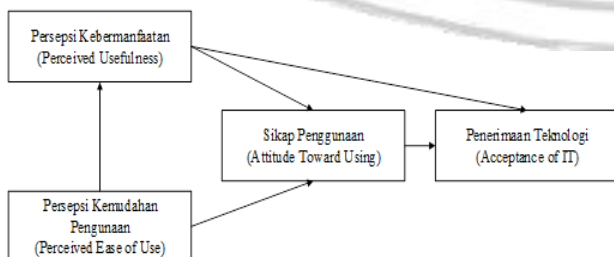 Persepsi Kebermanfaatan
(Perceived Usefulness)
Sikap Penggunaan
(Attitude Toward Using)
Penerimaan Teknologi
(Acceptance of IT)
Persepsi Kemudahan
Pengunaan
(Perceived Ease of Use)